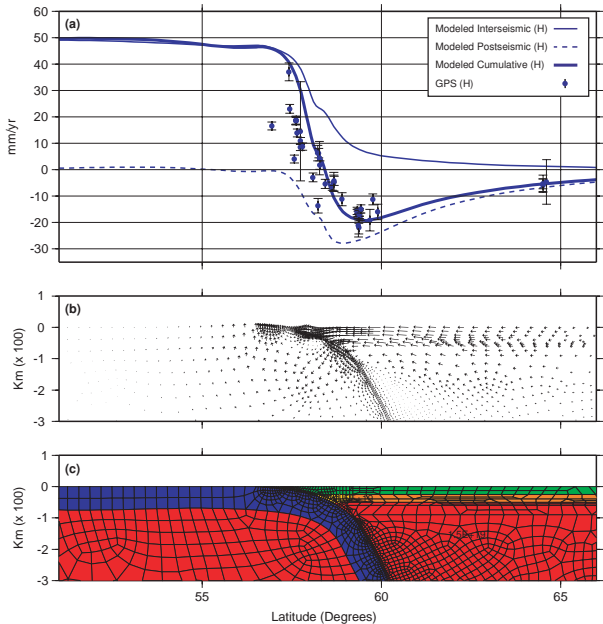 (a)
60
50
40
30
20
10
0
-10
-20
-30
mm/yr
Modeled Interseismic (H)
Modeled Postseismic (H)
Modeled Cumulative (H)
GPS (H)
(b)
1
0
-1
-2
-3
Km (x 100)
(c)
1
0
-1
-2
-3
Km (x 100)
55
60
65
Latitude (Degrees)